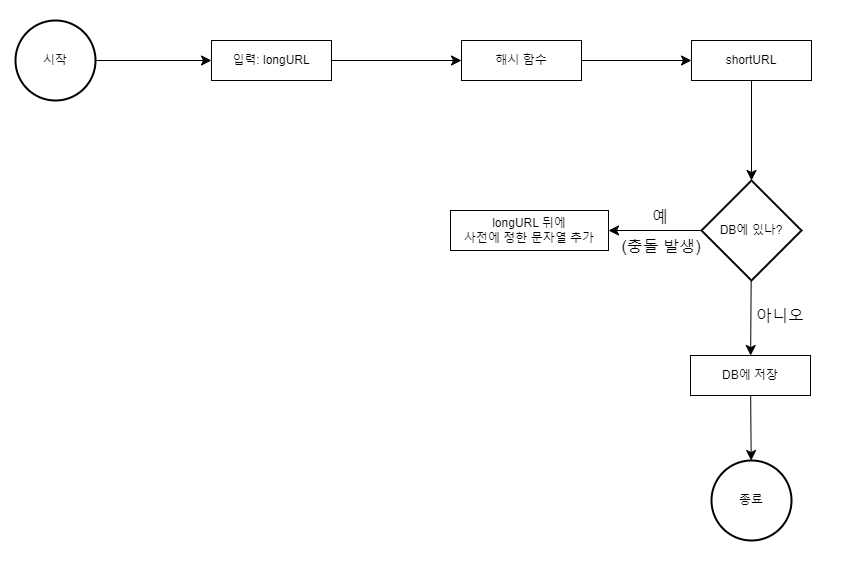 시작
입력: longURL
해시 함수
shortURL
DB에 있나?
예
(충돌 발생)
longURL 뒤에
사전에 정한 문자열 추가
아니오
DB에 저장
종료